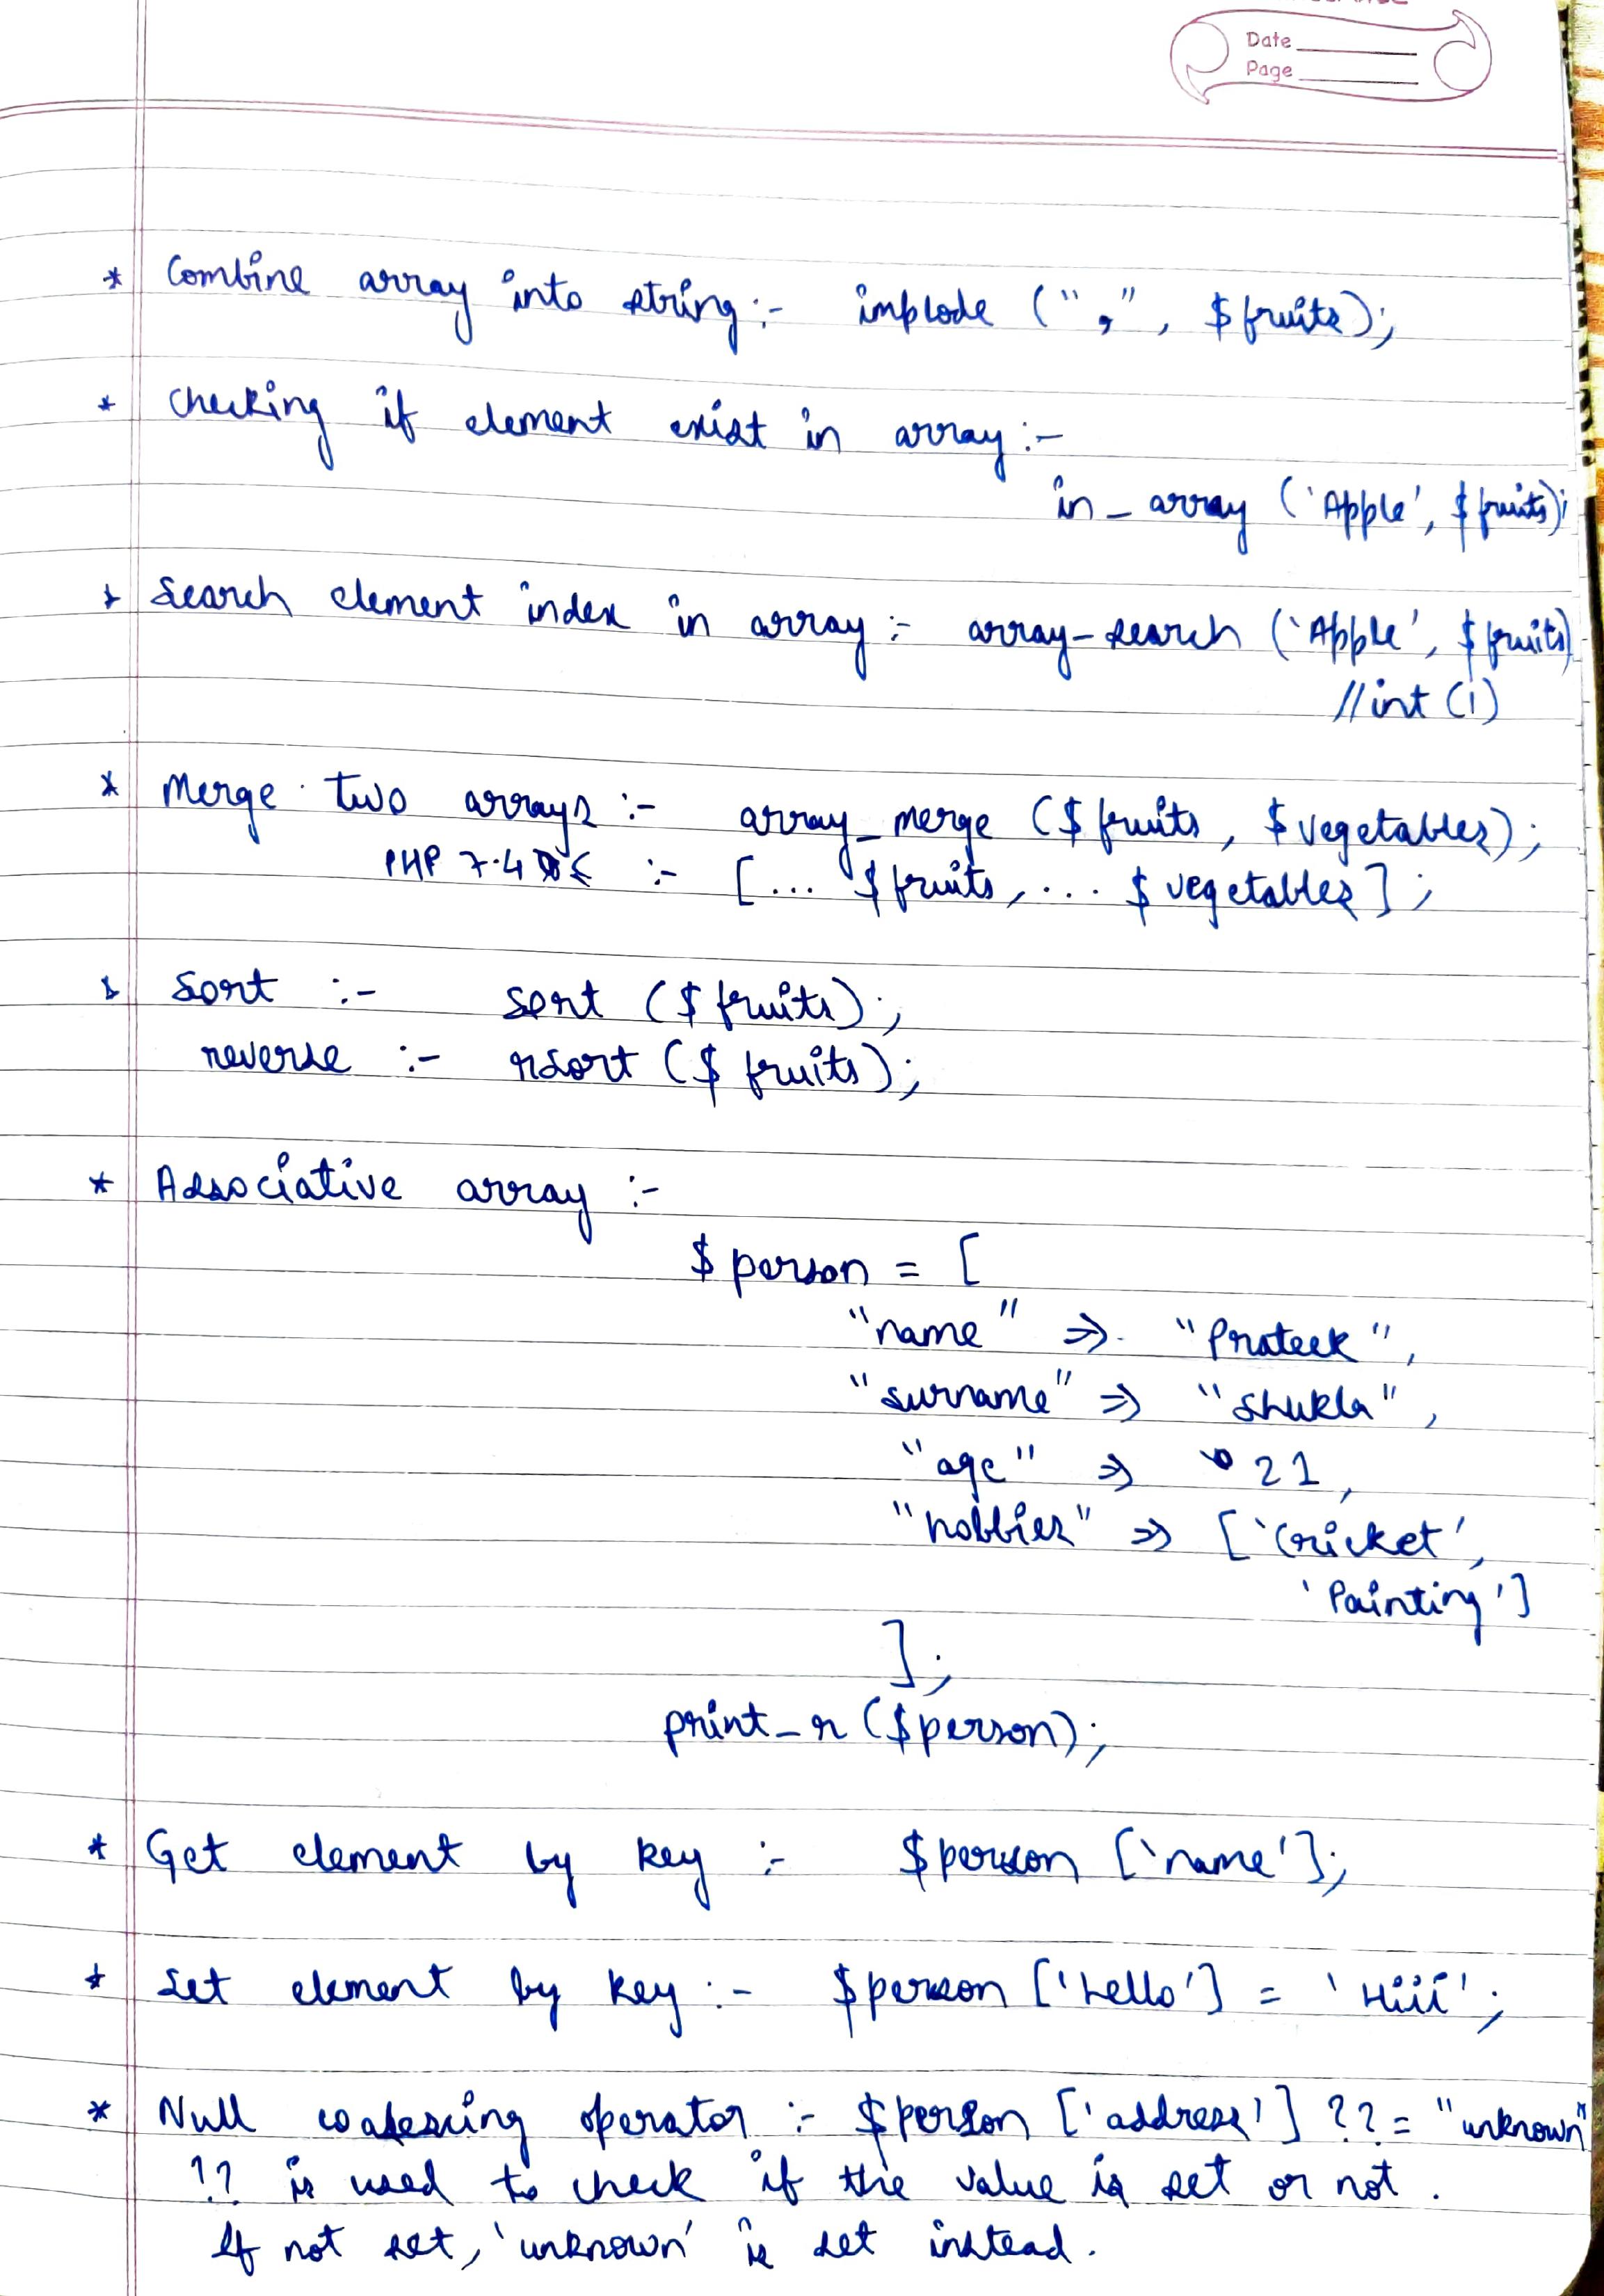 Date
Page
* Combine array into string :- implode (",", $fruits);
* Checking if element exist in array :-
in_array ('Apple', $fruits);
* Search element index in array :- array-search ('Apple', $fruits)
//int (1)
* Merge two arrays :- array_merge ($fruits, $vegetables);
PHP 7.4 :- [... $fruits, ... $vegetables];
* Sort :- sort ($fruits);
reverse :- rsort ($fruits);
* Associative array :-
$person = [
"name" => "Prateek",
"surname" => "Shukla",
"age" => 21,
"hobbies" => ['Cricket',
'Painting']
];
print_r ($person);
* Get element by key :- $person ['name'];
* Set element by key :- $person ['hello'] = 'Hiii';
* Null coalescing operator :- $person ['address'] ??= "unknown"
?? is used to check if the value is set or not.
If not set, 'unknown' is set instead.